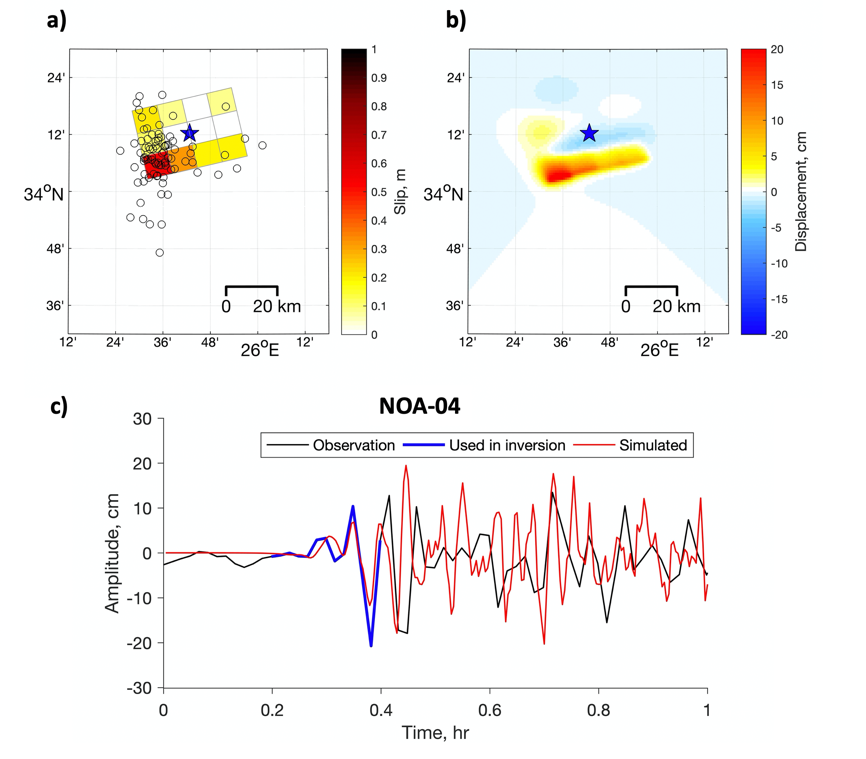 a)
24'
12'
34°N
48'
36'
12'
24'
36'
48'
26°E
12'
0 20 km
1
0.9
0.8
0.7
0.6
0.5
0.4
0.3
0.2
0.1
0
Slip, m
b)
24'
12'
34°N
48'
36'
12'
24'
36'
48'
26°E
12'
0 20 km
20
15
10
5
0
-5
-10
-15
-20
Displacement, cm
c)
NOA-04
Observation Used in inversion Simulated
30
20
10
0
-10
-20
-30
Amplitude, cm
0 0.2 0.4 0.6 0.8 1
Time, hr